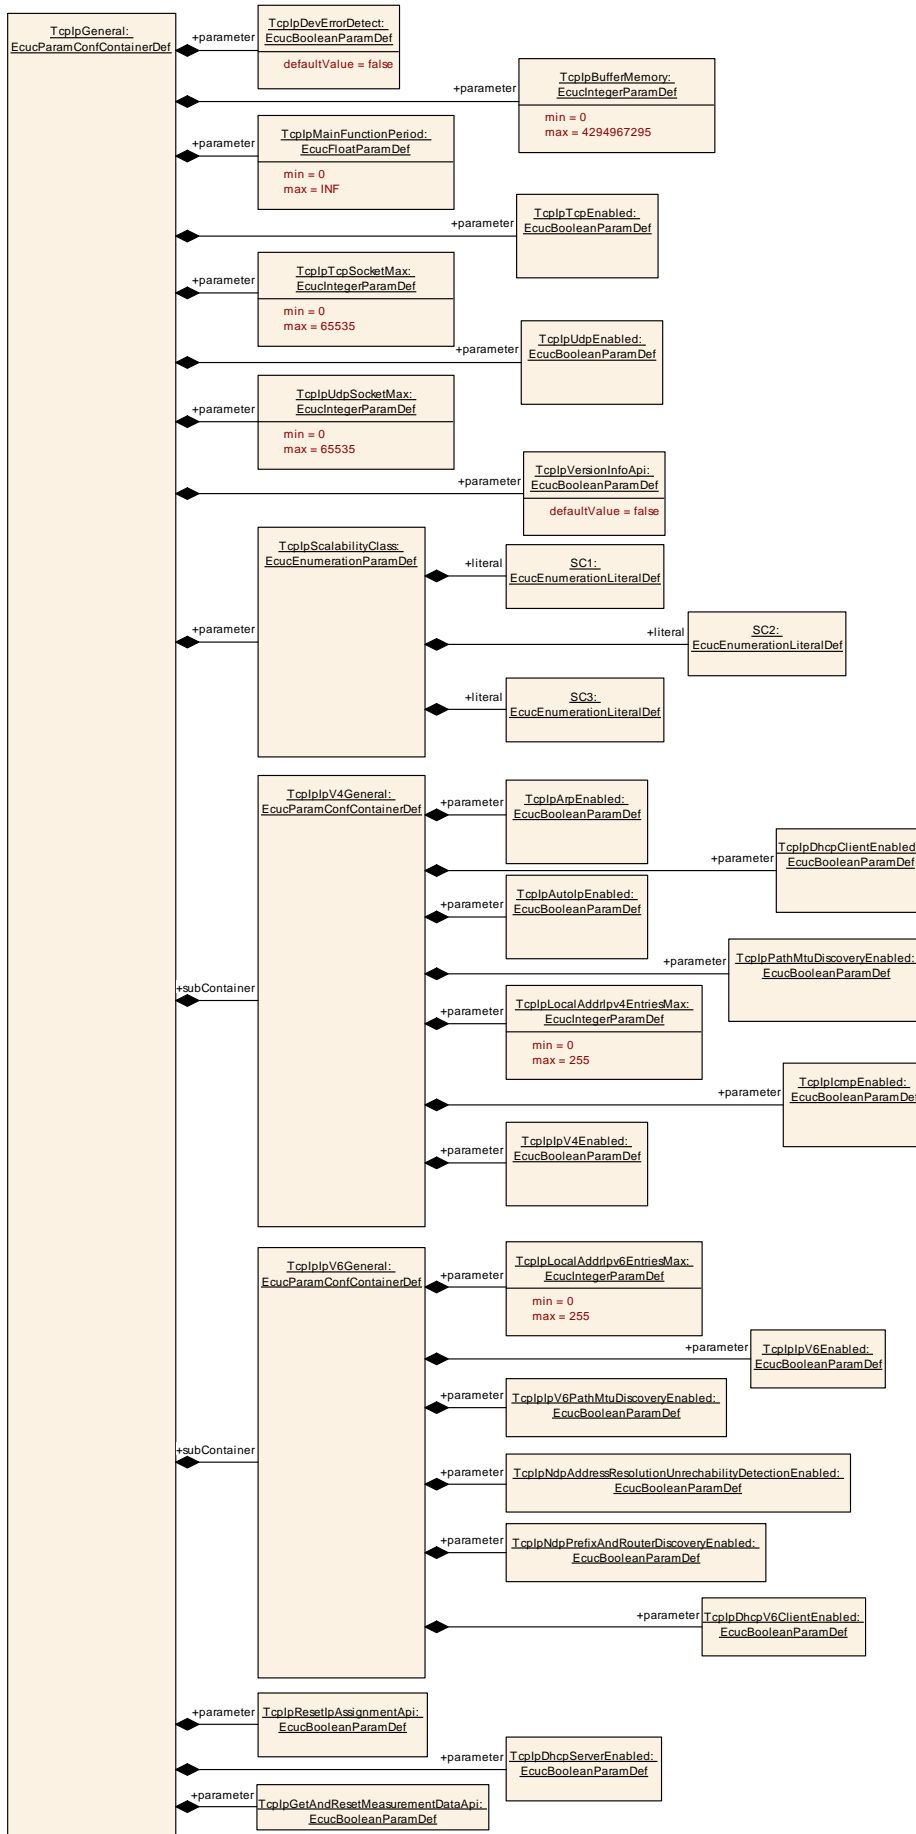 TcpIpGeneral:
EcucParamConfContainerDef
+parameter
TcpIpDevErrorDetect:
EcucBooleanParamDef
defaultValue = false
+parameter
TcpIpBufferMemory:
EcucIntegerParamDef
min = 0
max = 4294967295
+parameter
TcpIpMainFunctionPeriod:
EcucFloatParamDef
min = 0
max = INF
+parameter
TcpIpTcpEnabled:
EcucBooleanParamDef
+parameter
TcpIpTcpSocketMax:
EcucIntegerParamDef
min = 0
max = 65535
+parameter
TcpIpUdpEnabled:
EcucBooleanParamDef
+parameter
TcpIpUdpSocketMax:
EcucIntegerParamDef
min = 0
max = 65535
+parameter
TcpIpVersionInfoApi:
EcucBooleanParamDef
defaultValue = false
+parameter
TcpIpScalabilityClass:
EcucEnumerationParamDef
+literal
SC1:
EcucEnumerationLiteralDef
+literal
SC2:
EcucEnumerationLiteralDef
+literal
SC3:
EcucEnumerationLiteralDef
+subContainer
TcpIpIpV4General:
EcucParamConfContainerDef
+parameter
TcpIpArpEnabled:
EcucBooleanParamDef
+parameter
TcpIpDhcpClientEnabled
EcucBooleanParamDef
+parameter
TcpIpAutoIpEnabled:
EcucBooleanParamDef
+parameter
TcpIpPathMtuDiscoveryEnabled:
EcucBooleanParamDef
+parameter
TcpIpLocalAddrIpv4EntriesMax:
EcucIntegerParamDef
min = 0
max = 255
+parameter
TcpIpIcmpEnabled:
EcucBooleanParamDef
+parameter
TcpIpIpV4Enabled:
EcucBooleanParamDef
+subContainer
TcpIpIpV6General:
EcucParamConfContainerDef
+parameter
TcpIpLocalAddrIpv6EntriesMax:
EcucIntegerParamDef
min = 0
max = 255
+parameter
TcpIpIpV6Enabled:
EcucBooleanParamDef
+parameter
TcpIpIpV6PathMtuDiscoveryEnabled:
EcucBooleanParamDef
+parameter
TcpIpNdpAddressResolutionUnrechabilityDetectionEnabled:
EcucBooleanParamDef
+parameter
TcpIpNdpPrefixAndRouterDiscoveryEnabled:
EcucBooleanParamDef
+parameter
TcpIpDhcpV6ClientEnabled:
EcucBooleanParamDef
+parameter
TcpIpResetIpAssignmentApi:
EcucBooleanParamDef
+parameter
TcpIpDhcpServerEnabled:
EcucBooleanParamDef
+parameter
TcpIpGetAndResetMeasurementDataApi:
EcucBooleanParamDef